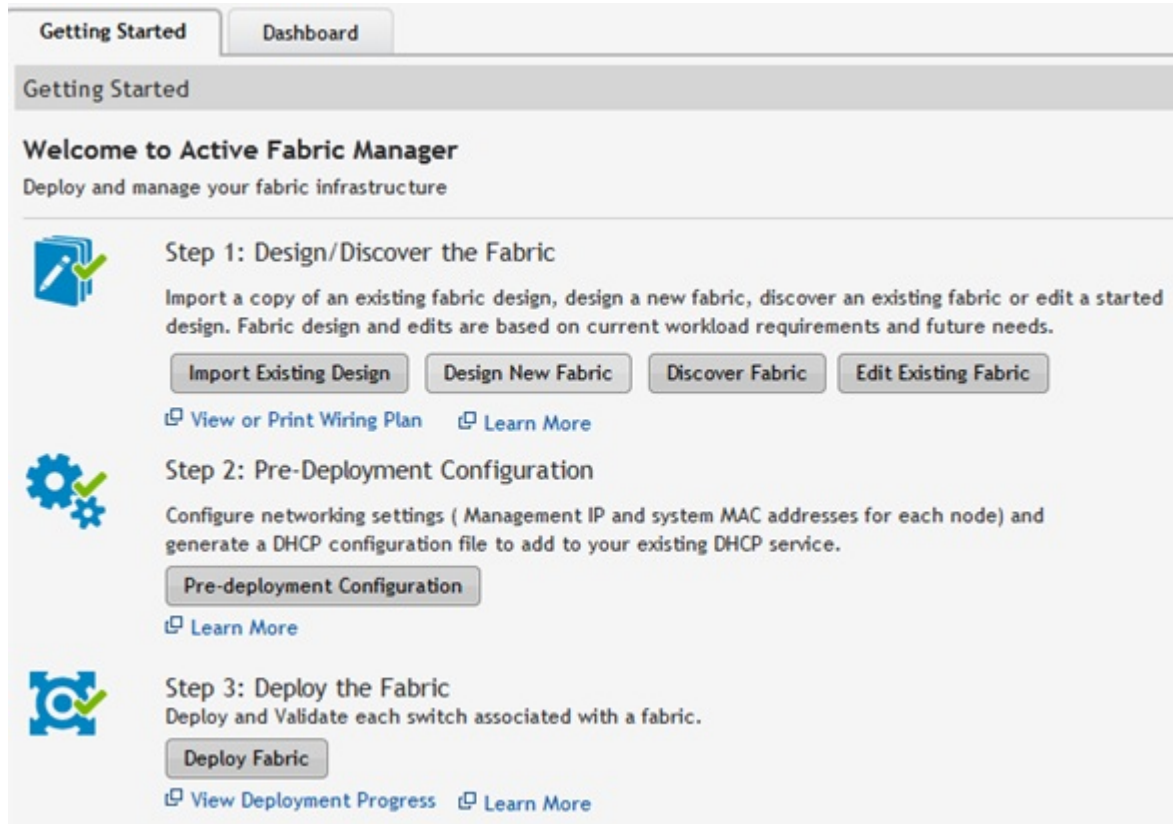 Getting Started
Dashboard
Getting Started
Welcome to Active Fabric Manager
Deploy and manage your fabric infrastructure
Step 1: Design/Discover the Fabric
Import a copy of an existing fabric design, design a new fabric, discover an existing fabric or edit a started
design. Fabric design and edits are based on current workload requirements and future needs.
Import Existing Design
Design New Fabric
Discover Fabric
Edit Existing Fabric
View or Print Wiring Plan
Learn More
Step 2: Pre-Deployment Configuration
Configure networking settings ( Management IP and system MAC addresses for each node) and
generate a DHCP configuration file to add to your existing DHCP service.
Pre-deployment Configuration
Learn More
Step 3: Deploy the Fabric
Deploy and Validate each switch associated with a fabric.
Deploy Fabric
View Deployment Progress
Learn More